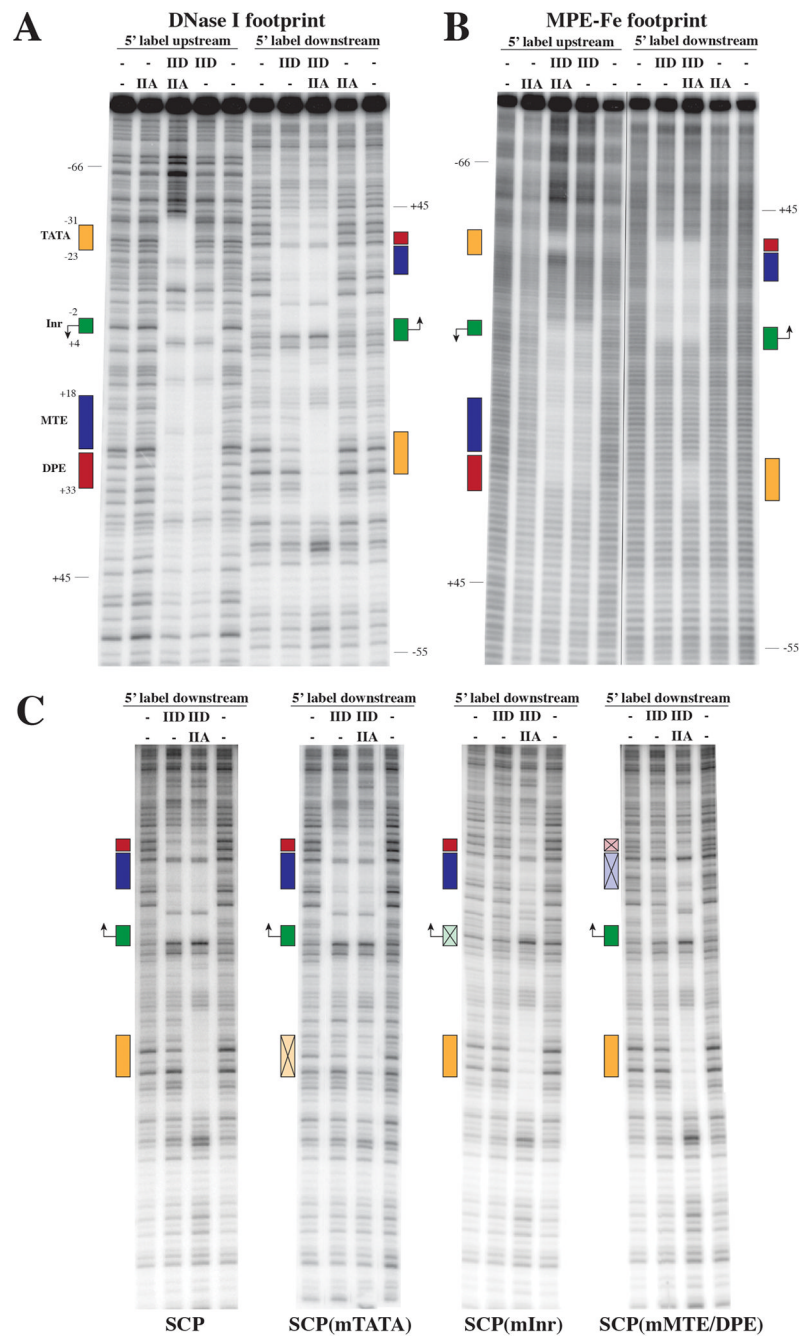 A
DNase I footprint
5’ label upstream 5’ label downstream
IID IID IID IID
- IIA IIA - - - - IIA IIA -
-66
-31
TATA
-23
-2
Inr
+4
+18
MTE
DPE
+33
+45
+45
-55
B
MPE-Fe footprint
5’ label upstream 5’ label downstream
- - IID IID - - IID IID - -
- IIA IIA - - - - IIA IIA -
-66
+45
+45
-55
C
5’ label downstream 5’ label downstream 5’ label downstream 5’ label downstream
- IID IID - - IID IID - - IID IID - - IID IID -
- - IIA - - - IIA - - - IIA - - - IIA -
SCP SCP(mTATA) SCP(mInr) SCP(mMTE/DPE)